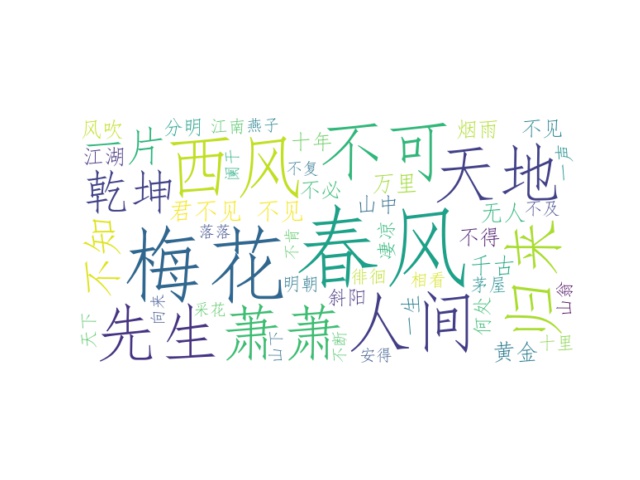 风吹
一片
分明
江南
燕子
西风
阑干
十年
不可
烟雨
不见
一声
江湖
乾坤
不复
不必
万里
天地
君不见
不见
山中
无人
不及
不知
落落
梅花
不肯
春风
凄凉
不得
归来
明朝
徘徊
相看
千古
茅屋
山翁
斜阳
天下
先生
向来
采花
萧萧
山下
不断
人间
一生
安得
何处
黄金
十里